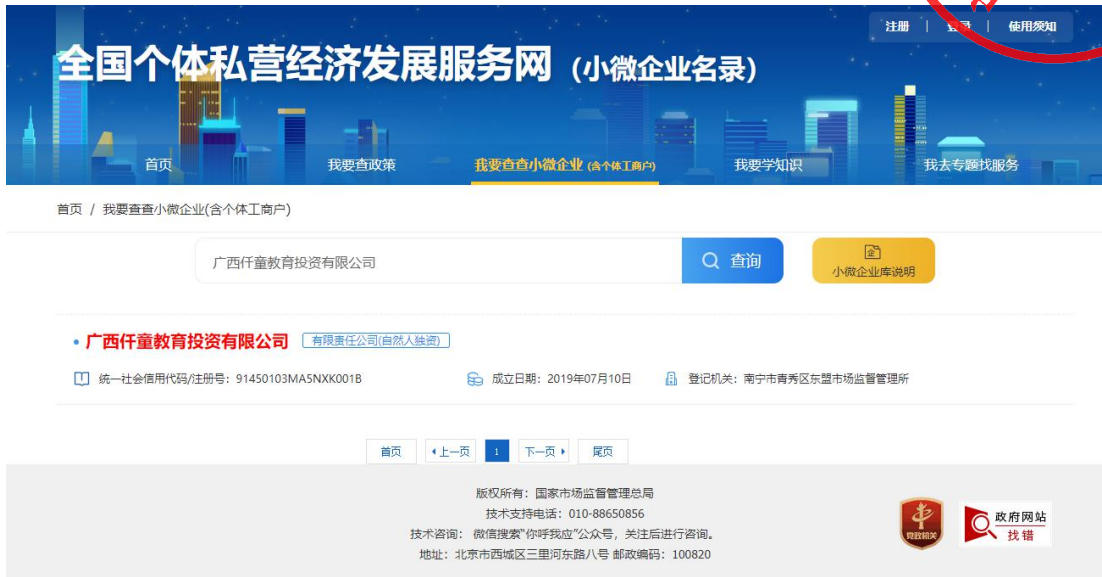 注册 | 登录 | 使用须知
全国个体私营经济发展服务网（小微企业名录）
首页 我要查政策 我要查查小微企业 (含个体工商户) 我要学知识 我去专题找服务
首页 / 我要查查小微企业(含个体工商户)
广西仟童教育投资有限公司 查询 小微企业库说明
广西仟童教育投资有限公司 有限责任公司(自然人独资)
统一社会信用代码/注册号：91450103MA5NXK001B 成立日期：2019年07月10日 登记机关：南宁市青秀区东盟市场监督管理所
首页 上一页 1 下一页 尾页
版权所有：国家市场监督管理总局
技术支持电话：010-88650856
技术咨询： 微信搜索“你呼我应”公众号，关注后进行咨询。
地址：北京市西城区三里河东路八号 邮政编码：100820
党政机关
政府网站
找错